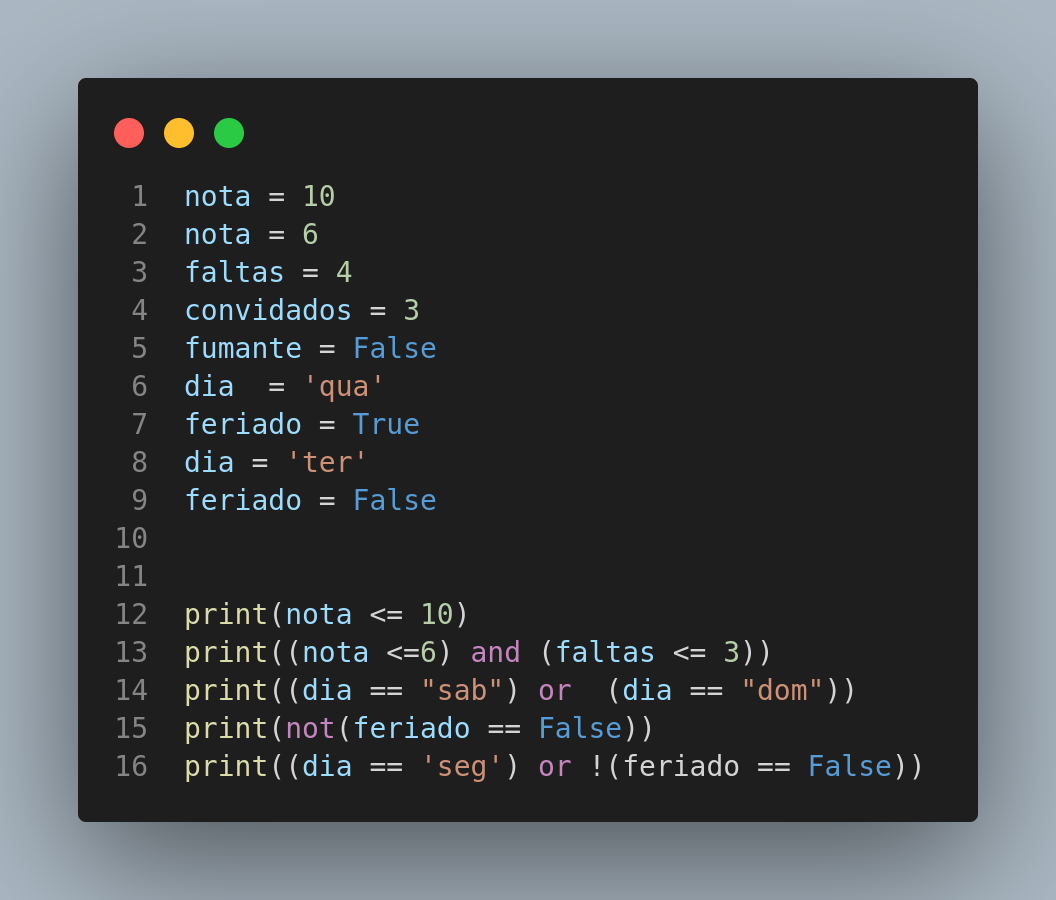 1 nota = 10
2 nota = 6
3 faltas = 4
4 convidados = 3
5 fumante = False
6 dia  = 'qua'
7 feriado = True
8 dia = 'ter'
9 feriado = False
10
11
12 print(nota <= 10)
13 print((nota <=6) and (faltas <= 3))
14 print((dia == "sab") or  (dia == "dom"))
15 print(not(feriado == False))
16 print((dia == 'seg') or !(feriado == False))